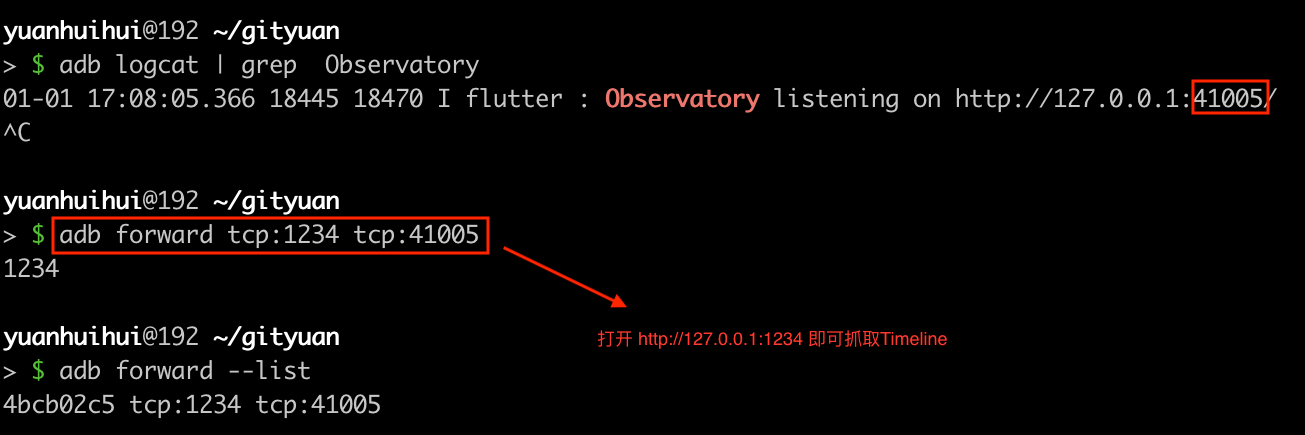 yuanhuihui@192 ~/gityuan
> $ adb logcat | grep  Observatory
01-01 17:08:05.366 18445 18470 I flutter : Observatory listening on http://127.0.0.1:41005/
^C
yuanhuihui@192 ~/gityuan
> $ adb forward tcp:1234 tcp:41005
1234
打开 http://127.0.0.1:1234 即可抓取Timeline
yuanhuihui@192 ~/gityuan
> $ adb forward --list
4bcb02c5 tcp:1234 tcp:41005